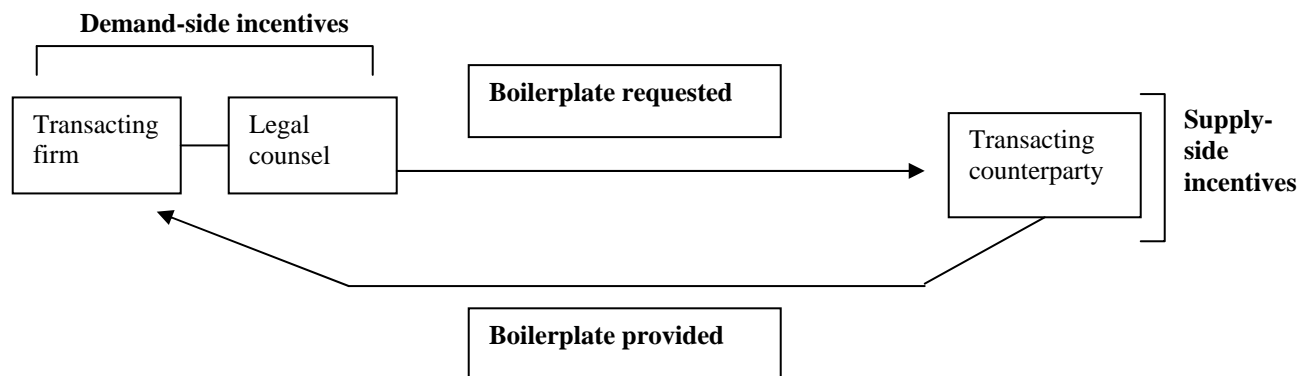 Demand-side incentives
Boilerplate requested
Transacting
firm
Legal
counsel
Transacting
counterparty
Supply-
side
incentives
Boilerplate provided